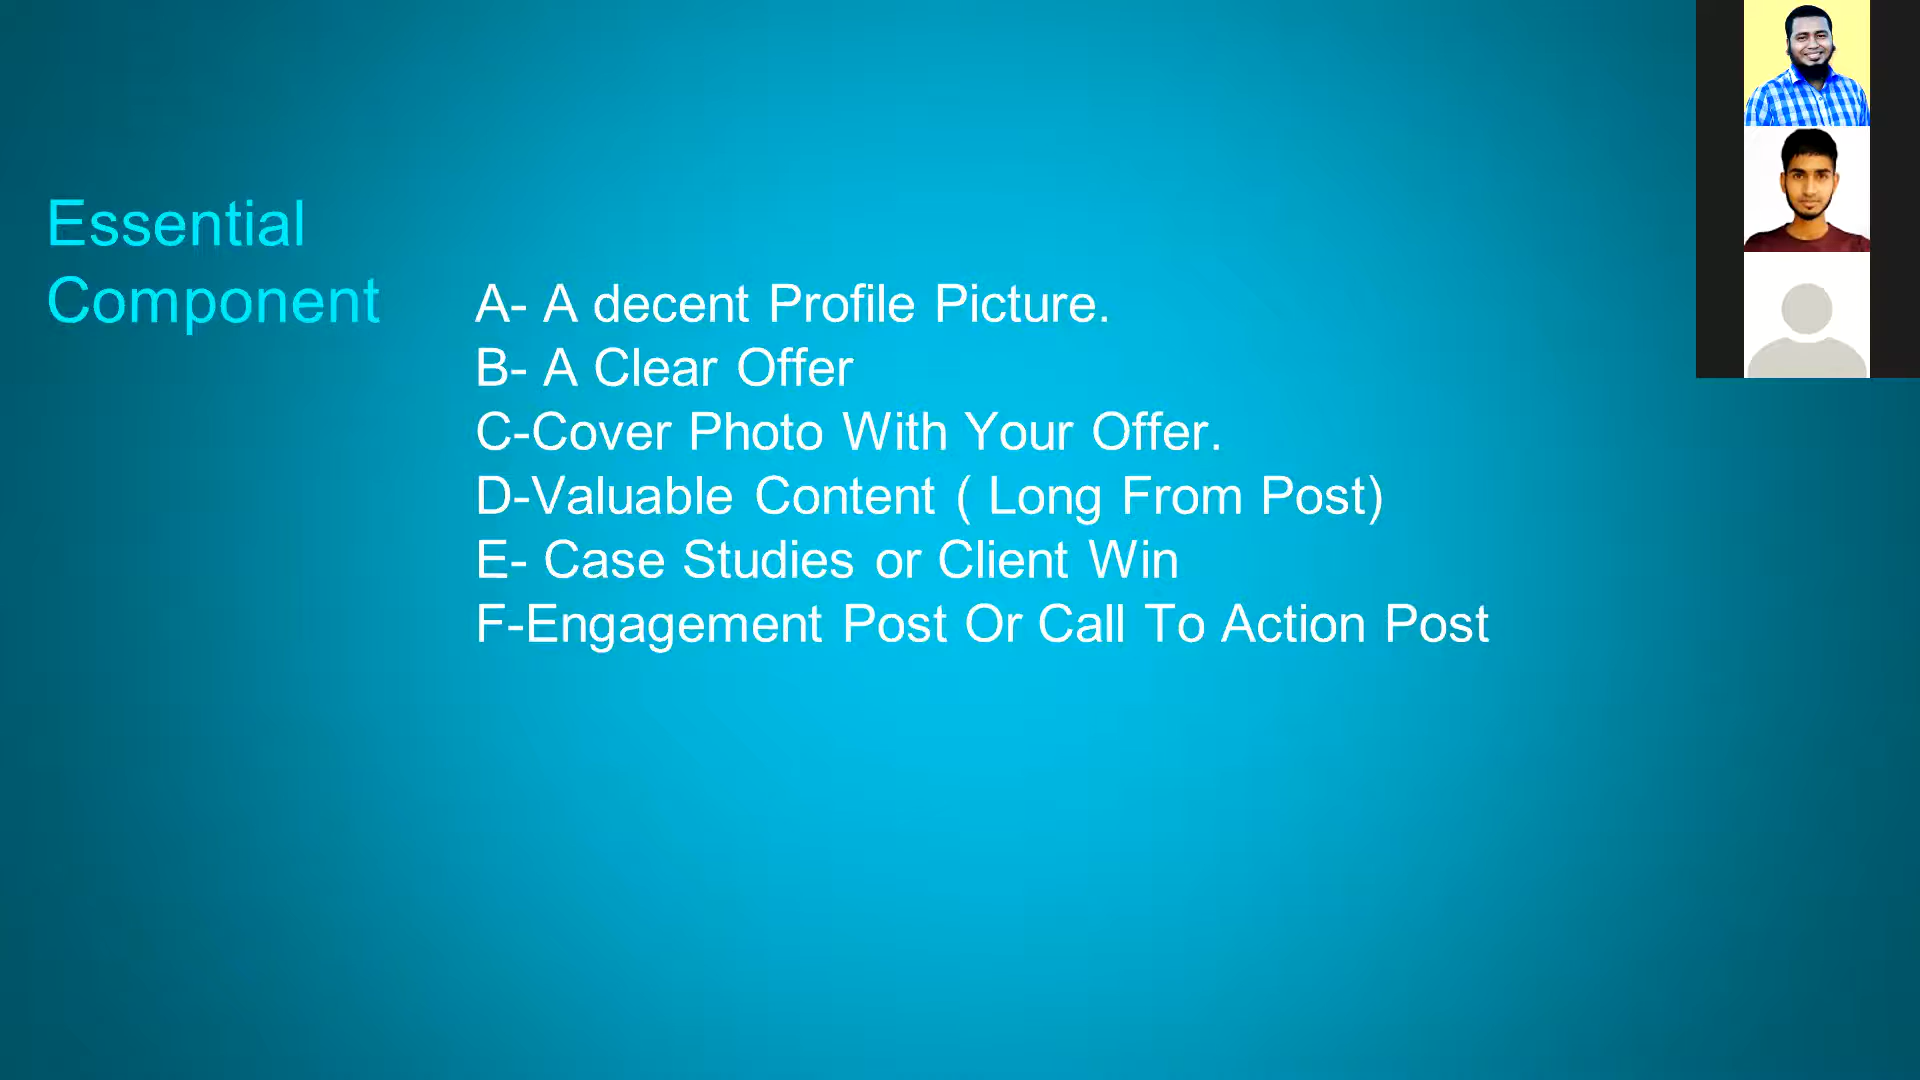 Essential
Component
A- A decent Profile Picture.
B- A Clear Offer
C-Cover Photo With Your Offer.
D-Valuable Content ( Long From Post)
E- Case Studies or Client Win
F-Engagement Post Or Call To Action Post